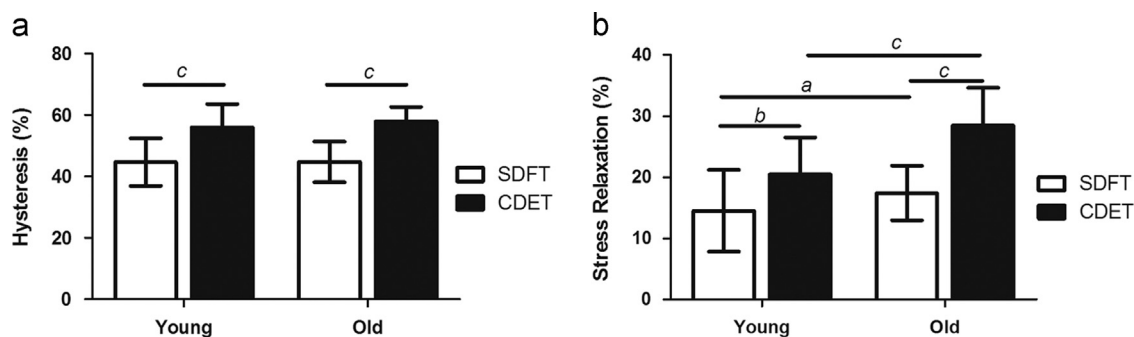 a
Hysteresis (%)
80
60
40
20
0
c
c
Young
Old
SDFT
CDET
b
Stress Relaxation (%)
40
30
20
10
0
c
a
c
b
Young
Old
SDFT
CDET